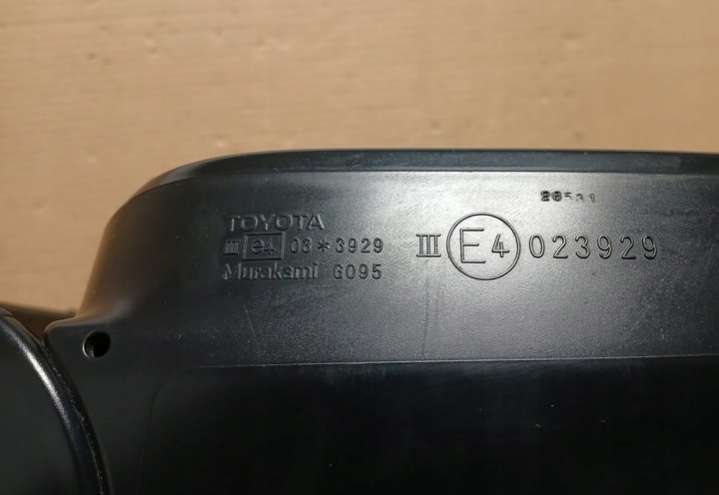 TOYOTA
III e4 03*3929
Murakami G095
III E4 023929